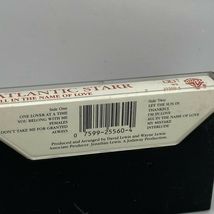 ATLANTIC STARR
ALL IN THE NAME OF LOVE
Side One
ONE LOVER AT A TIME
YOU BELONG WITH ME
FEMALES
DON'T TAKE ME FOR GRANTED
ALWAYS
0 7599-25560-4
Side Two
LET THE SUN IN
THANKFUL
I'M IN LOVE
ALL IN THE NAME OF LOVE
MY MISTAKE
INTERLUDE
Produced and Arranged by David Lewis and Wayne Lewis
Associate Producer: Jonathan Lewis. A Jodaway Production.